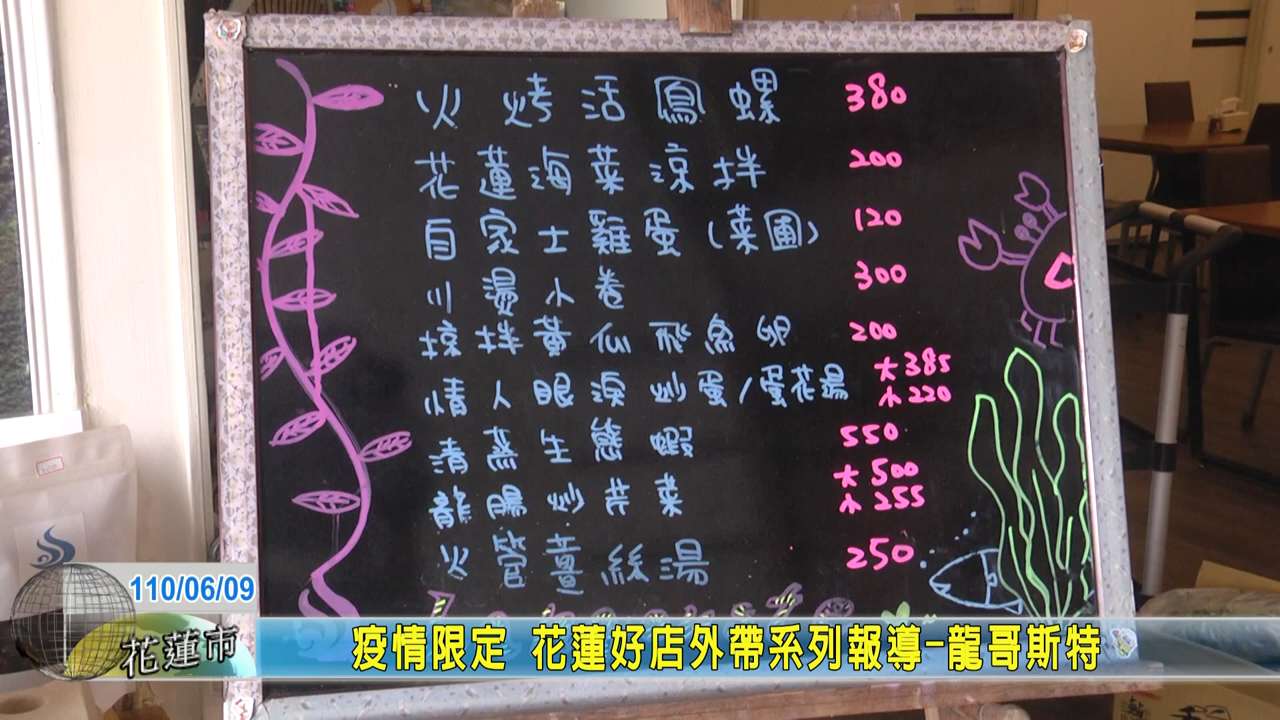 火烤活鳳螺 380
花蓮海菜涼拌 200
自家土雞蛋(菜圃) 120
川燙小卷 300
掠拌黃仙飛魚卵 200
情人眼淚炒蛋/蛋花湯 大385 小220
清蒸生態蝦 550
龍腸炒芹菜 大500 小255
火管薏絲湯 250
110/06/09
花蓮市
疫情限定 花蓮好店外帶系列報導-龍哥斯特